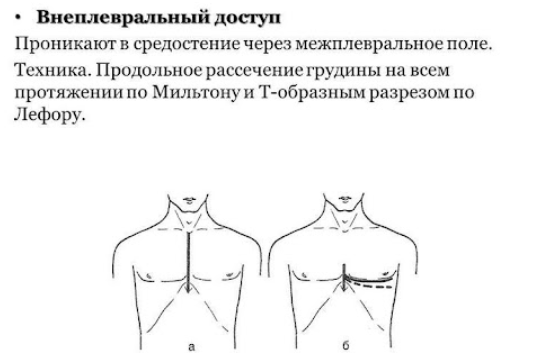 • Внеплевральный доступ
Проникают в средостение через межплевральное поле.
Техника. Продольное рассечение грудины на всем
протяжении по Мильтону и Т-образным разрезом по
Лефору.
а
б